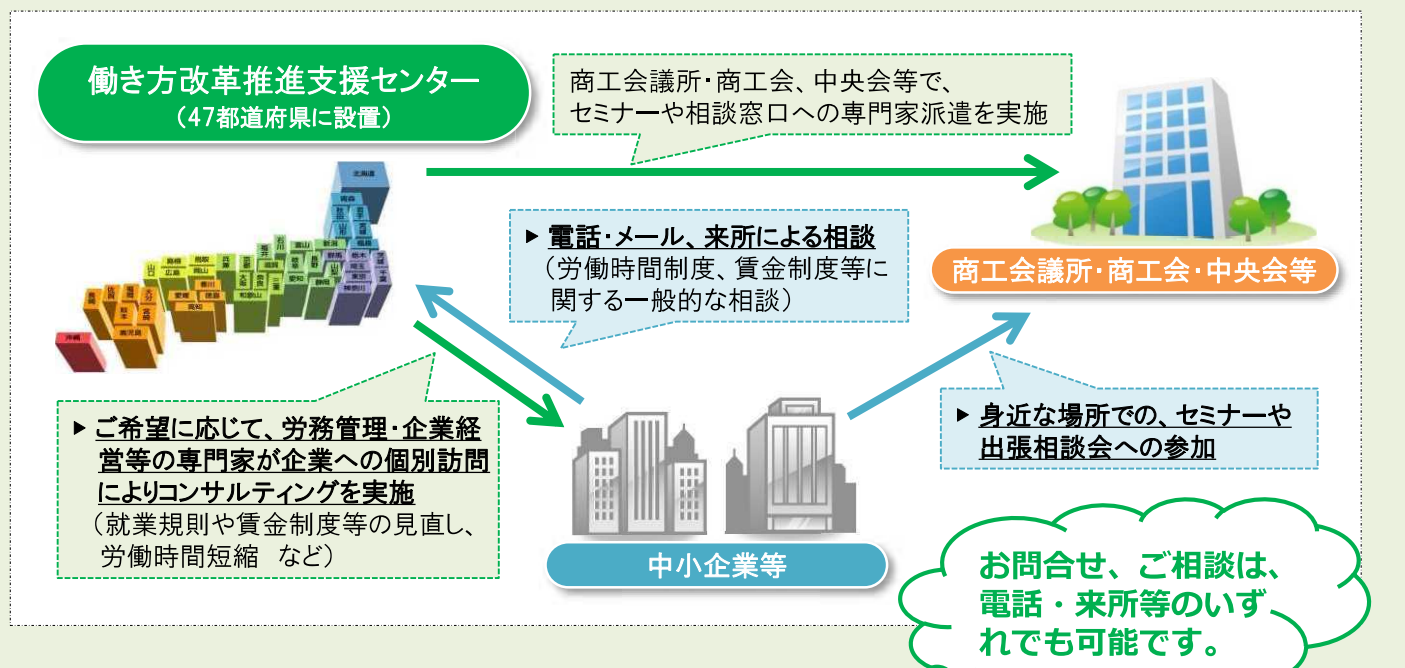 働き方改革推進支援センター
（47都道府県に設置）
商工会議所・商工会、中央会等で、
セミナーや相談窓口への専門家派遣を実施
北海道
青森
▶ 電話・メール、来所による相談
（労働時間制度、賃金制度等に
関する一般的な相談）
商工会議所・商工会・中央会等
▶ ご希望に応じて、労務管理・企業経
営等の専門家が企業への個別訪問
によりコンサルティングを実施
（就業規則や賃金制度等の見直し、
労働時間短縮　など）
▶ 身近な場所での、セミナーや
出張相談会への参加
中小企業等
お問合せ、ご相談は、
電話・来所等のいず
れでも可能です。